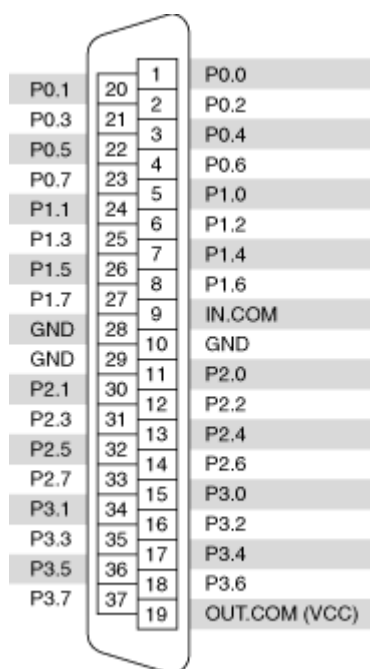 1 P0.0
P0.1 20
2 P0.2
P0.3 21
3 P0.4
P0.5 22
4 P0.6
P0.7 23
5 P1.0
P1.1 24
6 P1.2
P1.3 25
7 P1.4
P1.5 26
8 P1.6
P1.7 27
9 IN.COM
GND 28
10 GND
GND 29
11 P2.0
P2.1 30
12 P2.2
P2.3 31
13 P2.4
P2.5 32
14 P2.6
P2.7 33
15 P3.0
P3.1 34
16 P3.2
P3.3 35
17 P3.4
P3.5 36
18 P3.6
P3.7 37
19 OUT.COM (VCC)